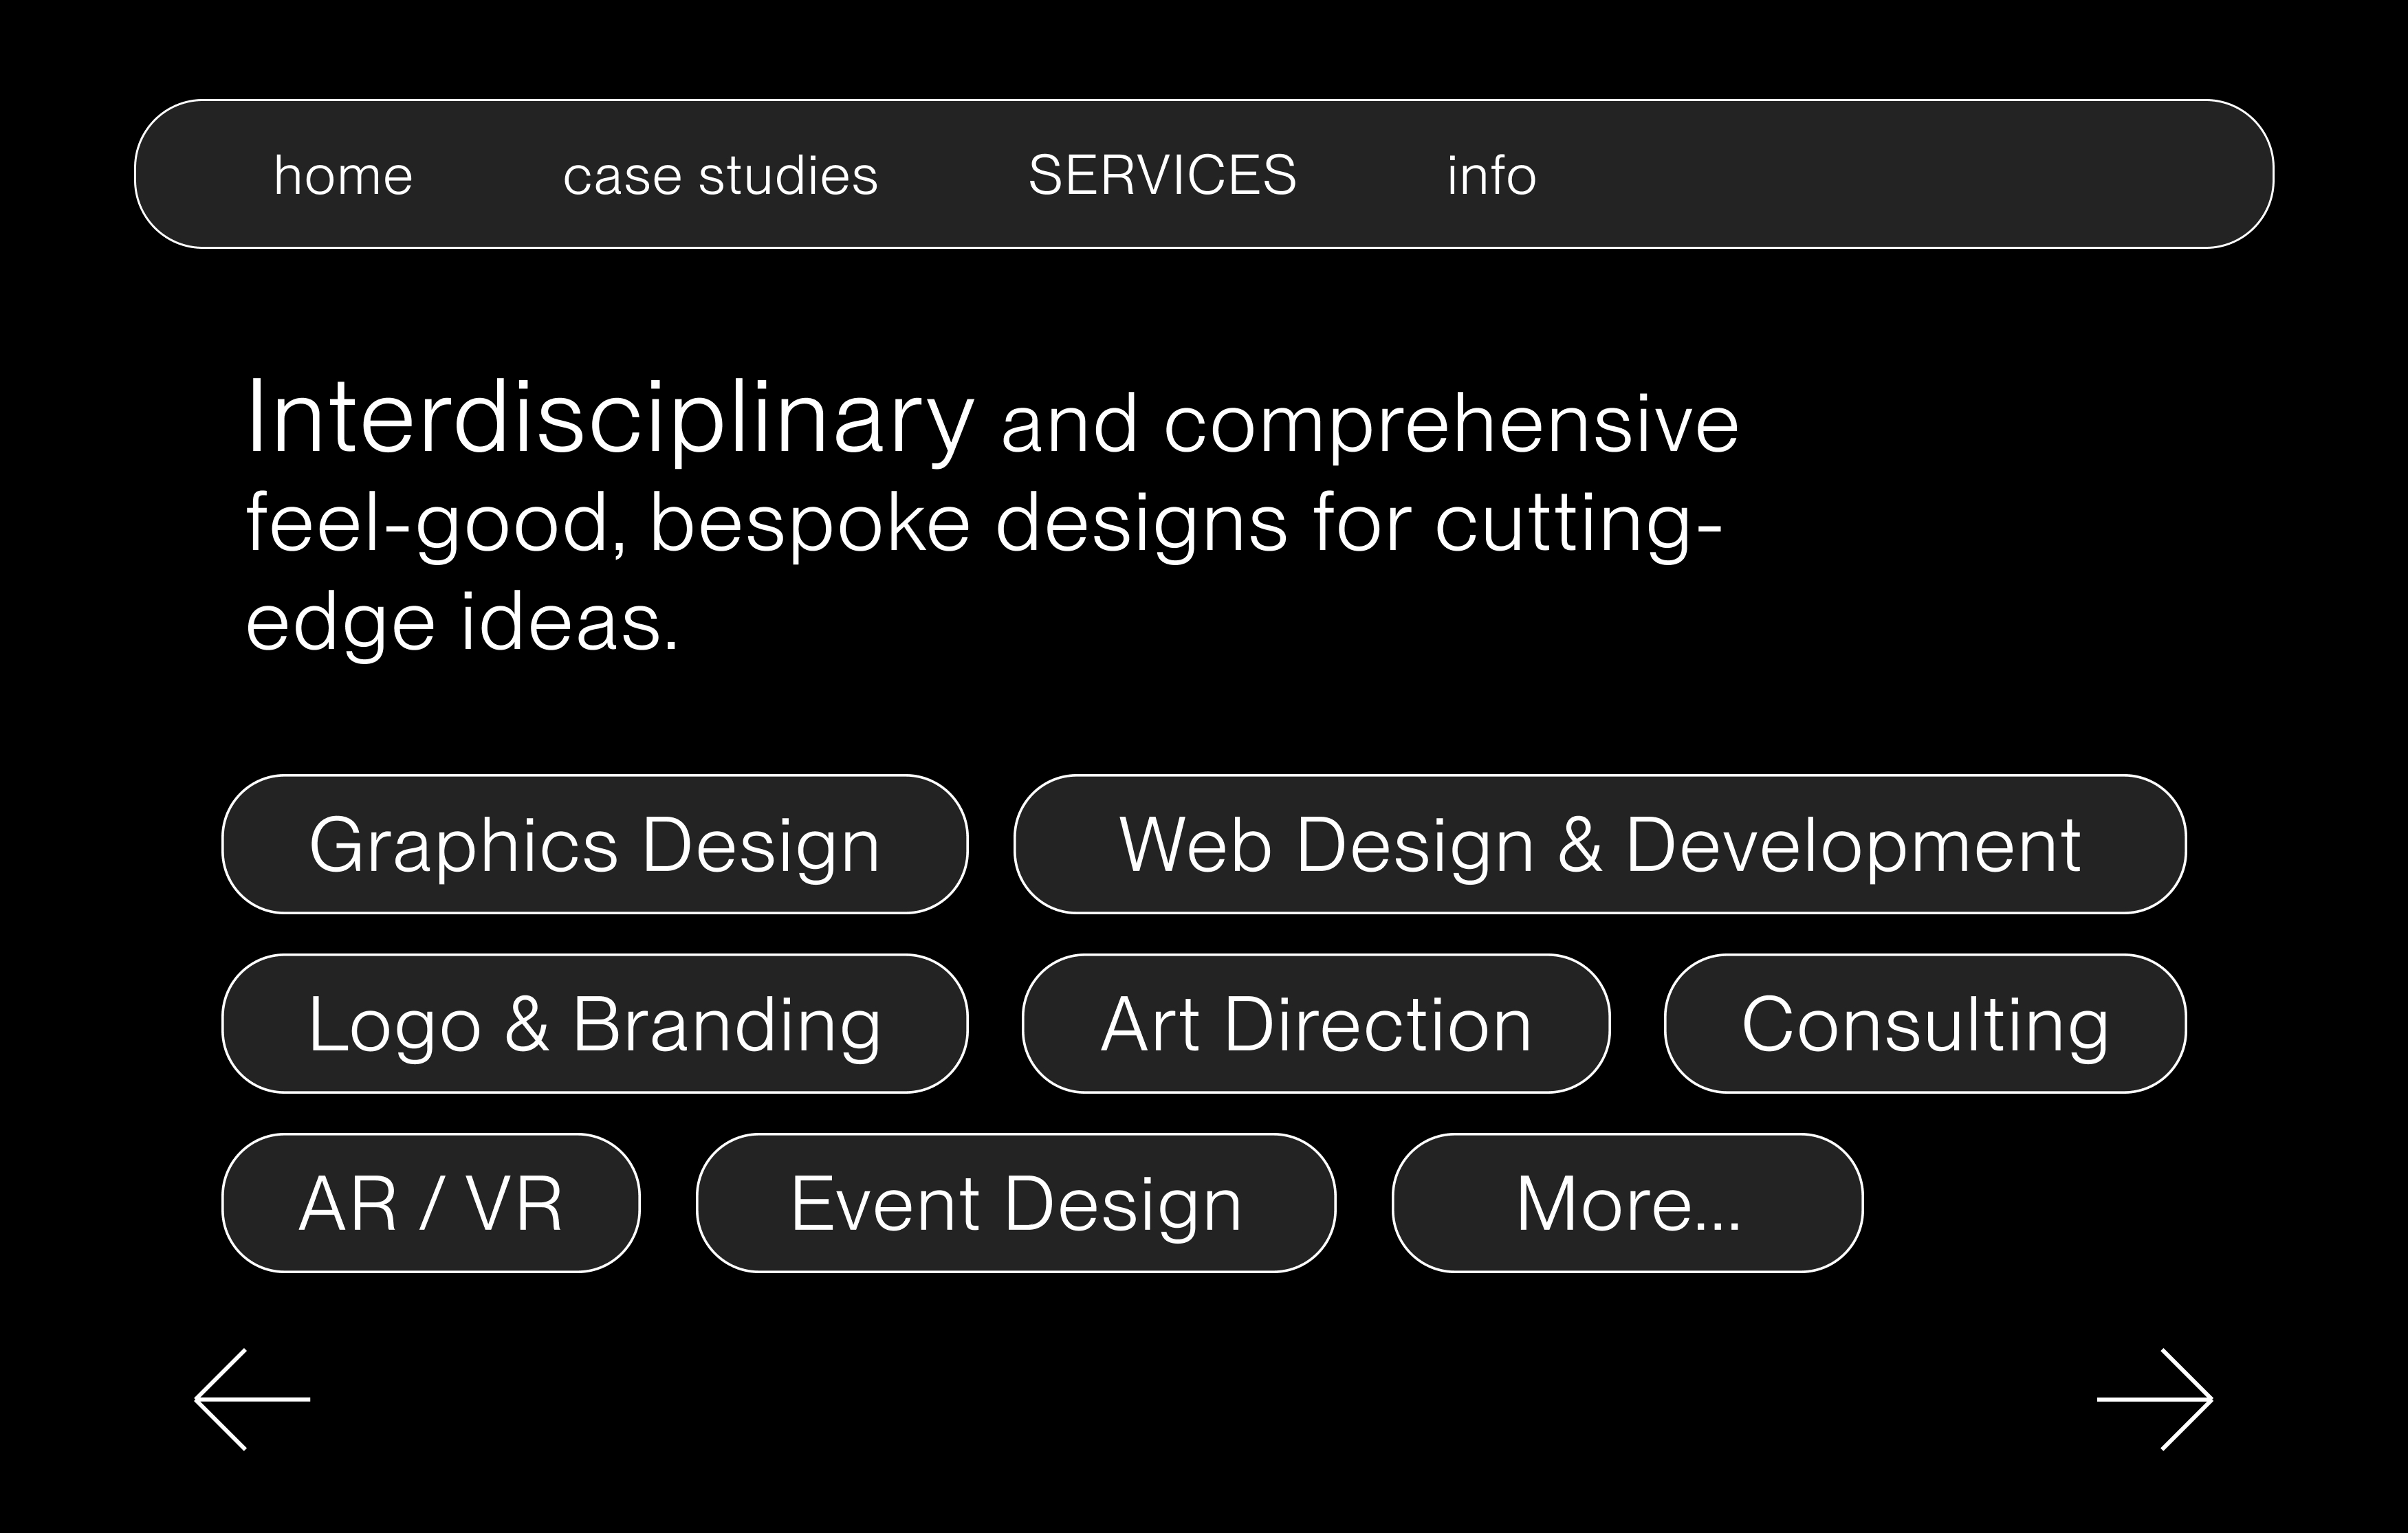 home case studies SERVICES info
Interdisciplinary and comprehensive
feel-good, bespoke designs for cutting-
edge ideas.
Graphics Design Web Design & Development
Logo & Branding Art Direction Consulting
AR / VR Event Design More...